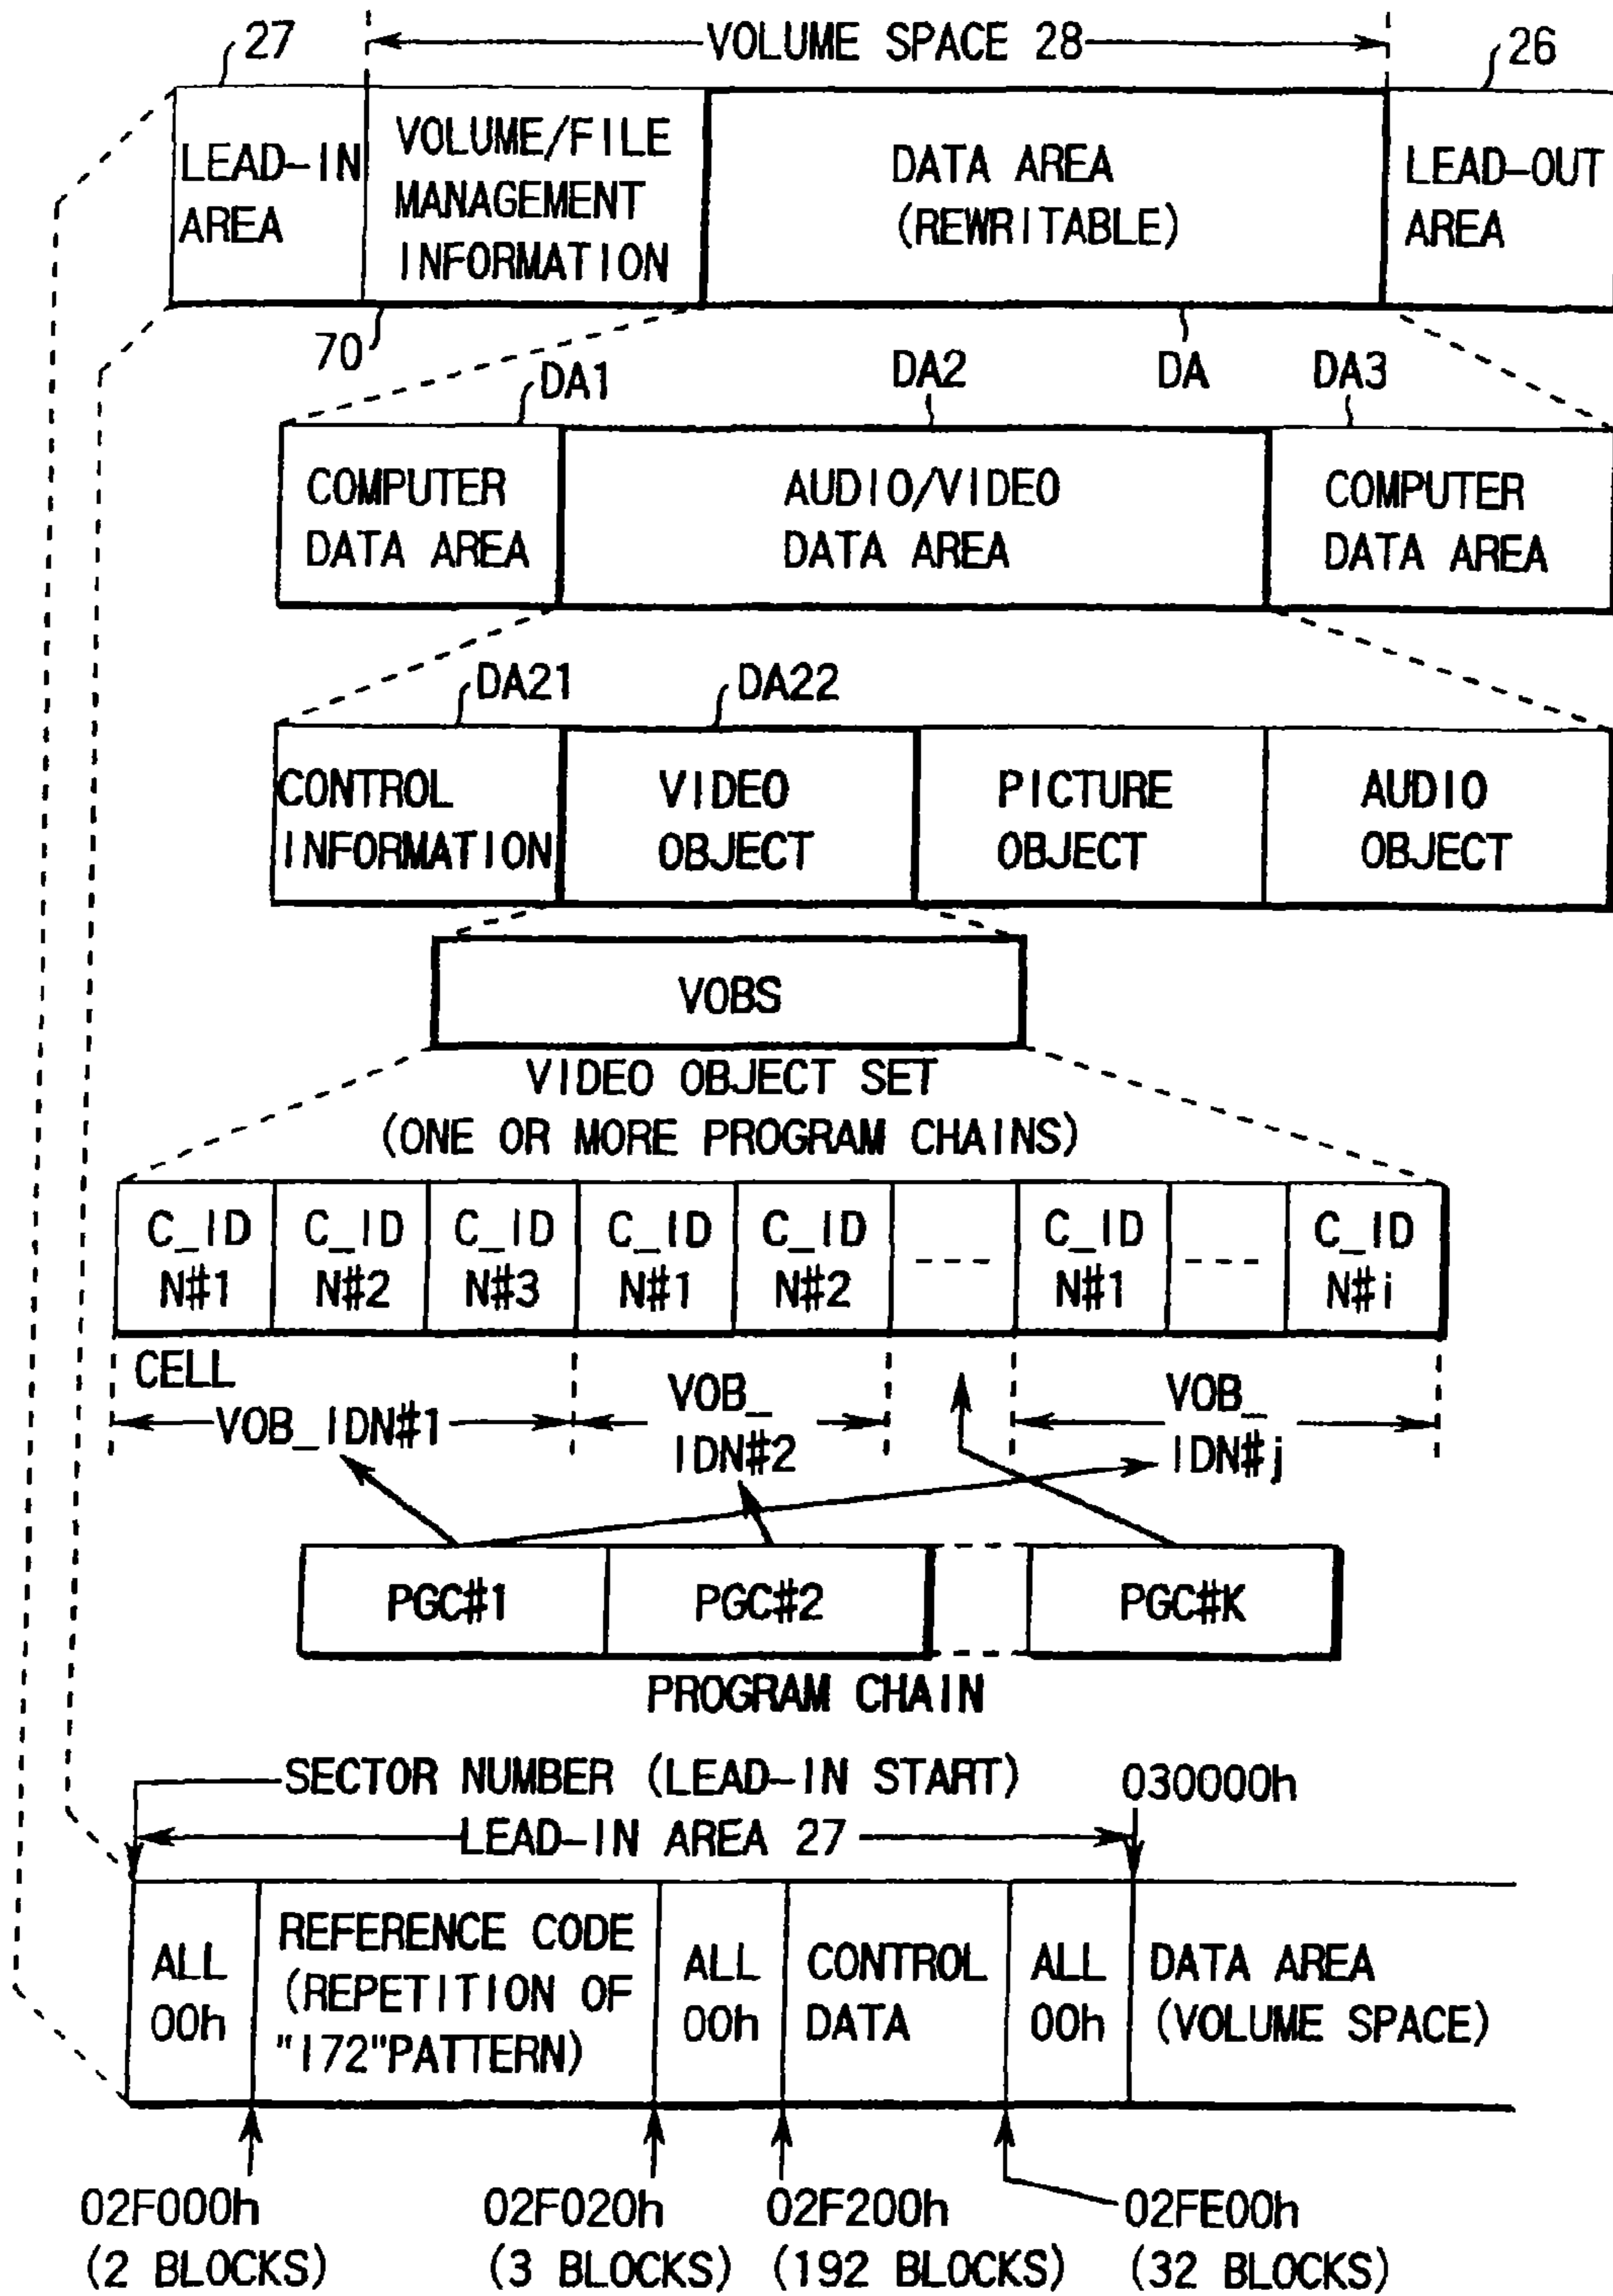 27
VOLUME SPACE 28
26
LEAD-IN
AREA
VOLUME/FILE
MANAGEMENT
INFORMATION
DATA AREA
(REWRITABLE)
LEAD-OUT
AREA
70
DA1
DA2
DA
DA3
COMPUTER
DATA AREA
AUDIO/VIDEO
DATA AREA
COMPUTER
DATA AREA
DA21
DA22
CONTROL
INFORMATION
VIDEO
OBJECT
PICTURE
OBJECT
AUDIO
OBJECT
VOBS
VIDEO OBJECT SET
(ONE OR MORE PROGRAM CHAINS)
C_ID
N#1
C_ID
N#2
C_ID
N#3
C_ID
N#1
C_ID
N#2
----
C_ID
N#1
----
C_ID
N#i
CELL
VOB_IDN#1
VOB_
IDN#2
VOB_
IDN#j
PGC#1
PGC#2
PGC#K
PROGRAM CHAIN
SECTOR NUMBER (LEAD-IN START)
030000h
LEAD-IN AREA 27
ALL
00h
REFERENCE CODE
(REPETITION OF
"172"PATTERN)
ALL
00h
CONTROL
DATA
ALL
00h
DATA AREA
(VOLUME SPACE)
02F000h
(2 BLOCKS)
02F020h
(3 BLOCKS)
02F200h
(192 BLOCKS)
02FE00h
(32 BLOCKS)